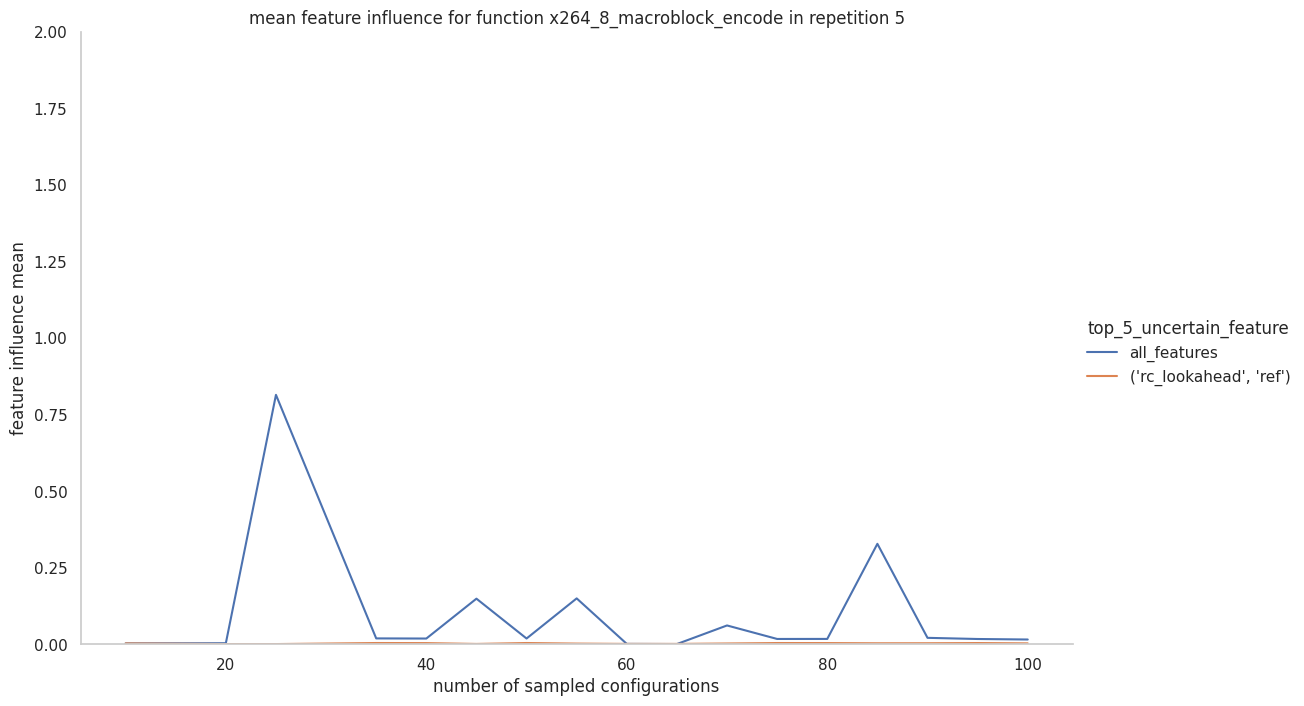 mean feature influence for function x264_8_macroblock_encode in repetition 5
2.00
1.75
1.50
1.25
1.00
0.75
0.50
0.25
0.00
feature influence mean
20
40
60
80
100
number of sampled configurations
top_5_uncertain_feature
all_features
('rc_lookahead', 'ref')